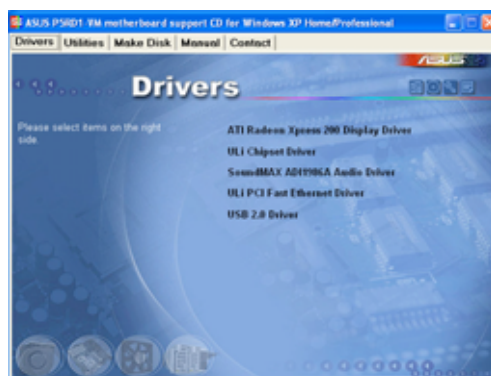 ASUS P5RD1-VM motherboard support CD for Windows XP Home/Professional
Drivers Utilities Make Disk Manual Contact
ASUS
Drivers
Please select items on the right
side.
ATI Radeon Xpress 200 Display Driver
ULi Chipset Driver
SoundMAX ADI1986A Audio Driver
ULi PCI Fast Ethernet Driver
USB 2.0 Driver